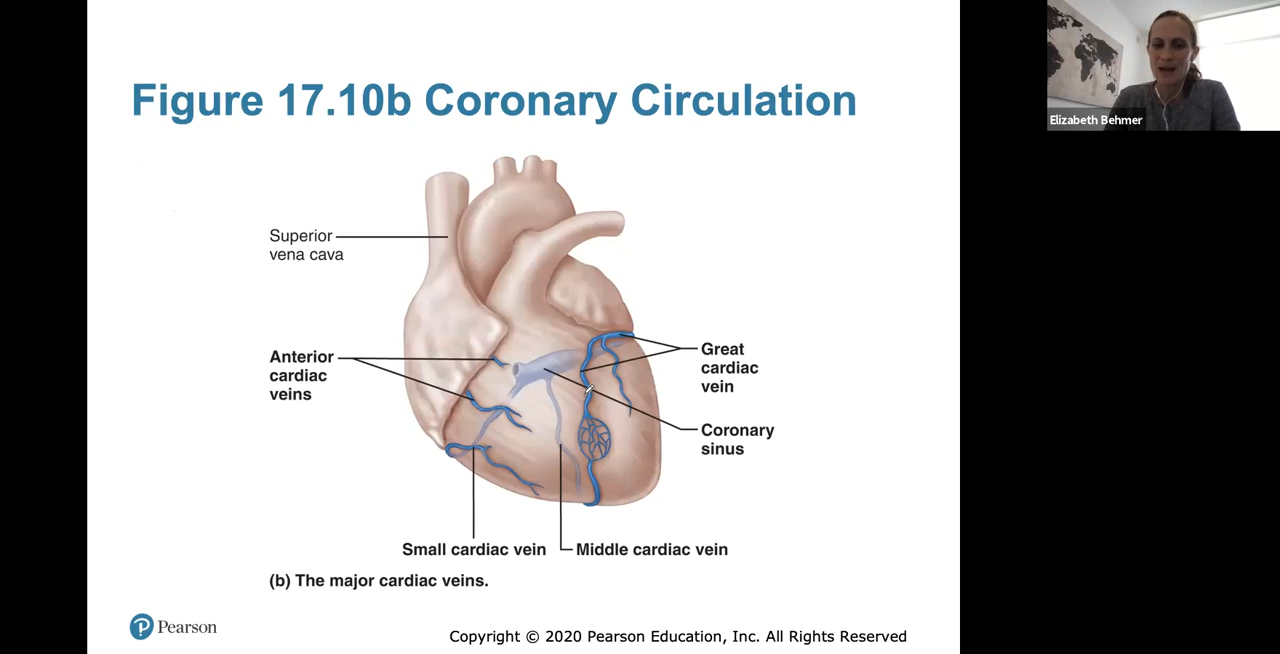 Figure 17.10b Coronary Circulation
Elizabeth Behmer
Superior
vena cava
Anterior
cardiac
veins
Great
cardiac
vein
Coronary
sinus
Small cardiac vein
Middle cardiac vein
(b) The major cardiac veins.
Pearson
Copyright © 2020 Pearson Education, Inc. All Rights Reserved